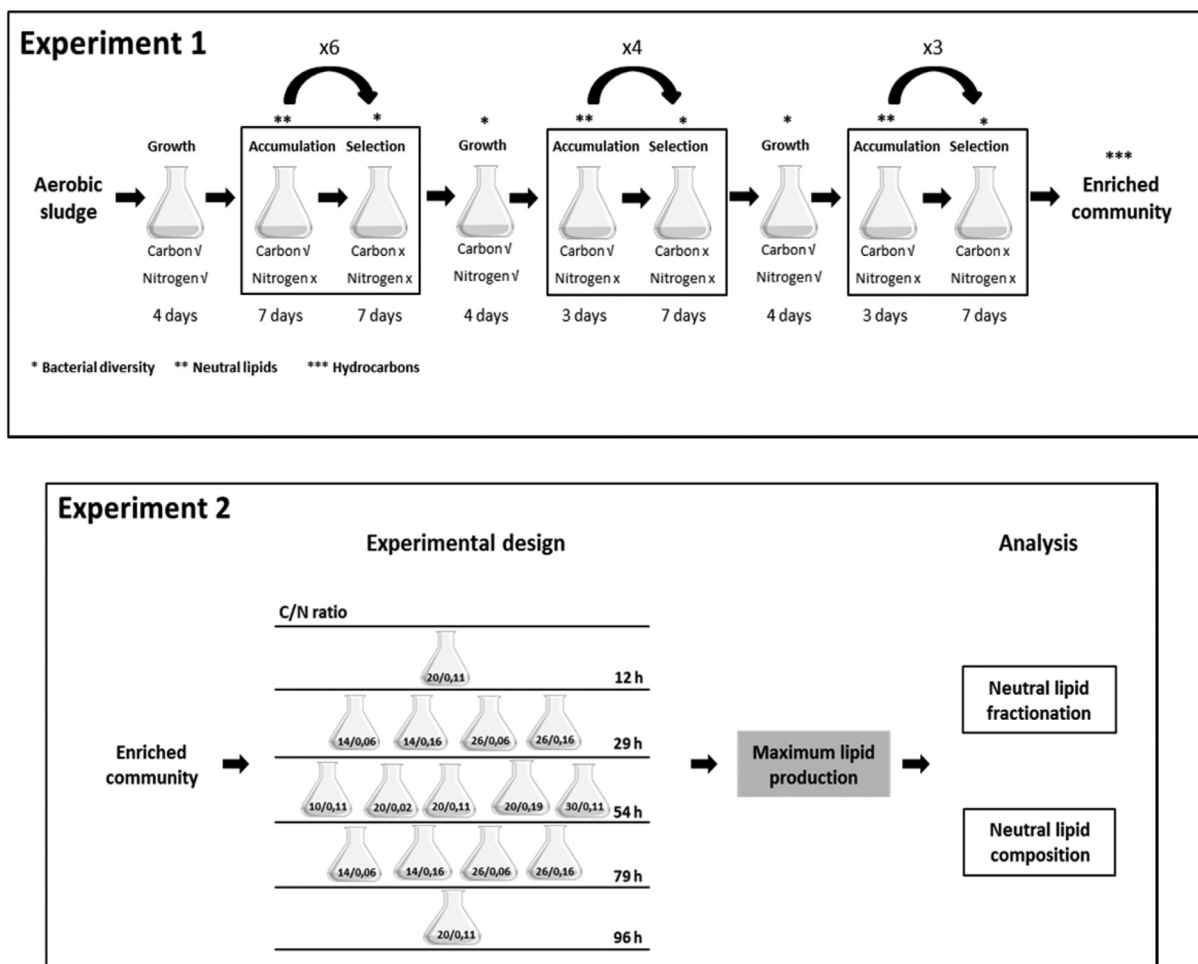 Experiment 1
x6
x4
x3
** * * ** * * ** *
Growth Accumulation Selection Growth Accumulation Selection Growth Accumulation Selection
***
Aerobic
sludge
Enriched
community
Carbon √ Carbon √ Carbon x Carbon √ Carbon √ Carbon x Carbon √ Carbon √ Carbon x
Nitrogen √ Nitrogen x Nitrogen x Nitrogen √ Nitrogen x Nitrogen x Nitrogen √ Nitrogen x Nitrogen x
4 days 7 days 7 days 4 days 3 days 7 days 4 days 3 days 7 days
* Bacterial diversity ** Neutral lipids *** Hydrocarbons
Experiment 2
Experimental design
Analysis
C/N ratio
20/0,11
12 h
14/0,06 14/0,16 26/0,06 26/0,16
29 h
10/0,11 20/0,02 20/0,11 20/0,19 30/0,11
54 h
14/0,06 14/0,16 26/0,06 26/0,16
79 h
20/0,11
96 h
Enriched
community
Maximum lipid
production
Neutral lipid
fractionation
Neutral lipid
composition